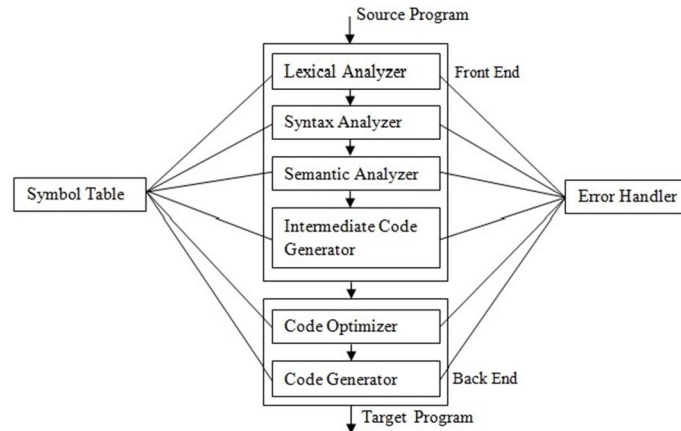 Source Program
Lexical Analyzer
Front End
Syntax Analyzer
Semantic Analyzer
Symbol Table
Error Handler
Intermediate Code
Generator
Code Optimizer
Code Generator
Back End
Target Program